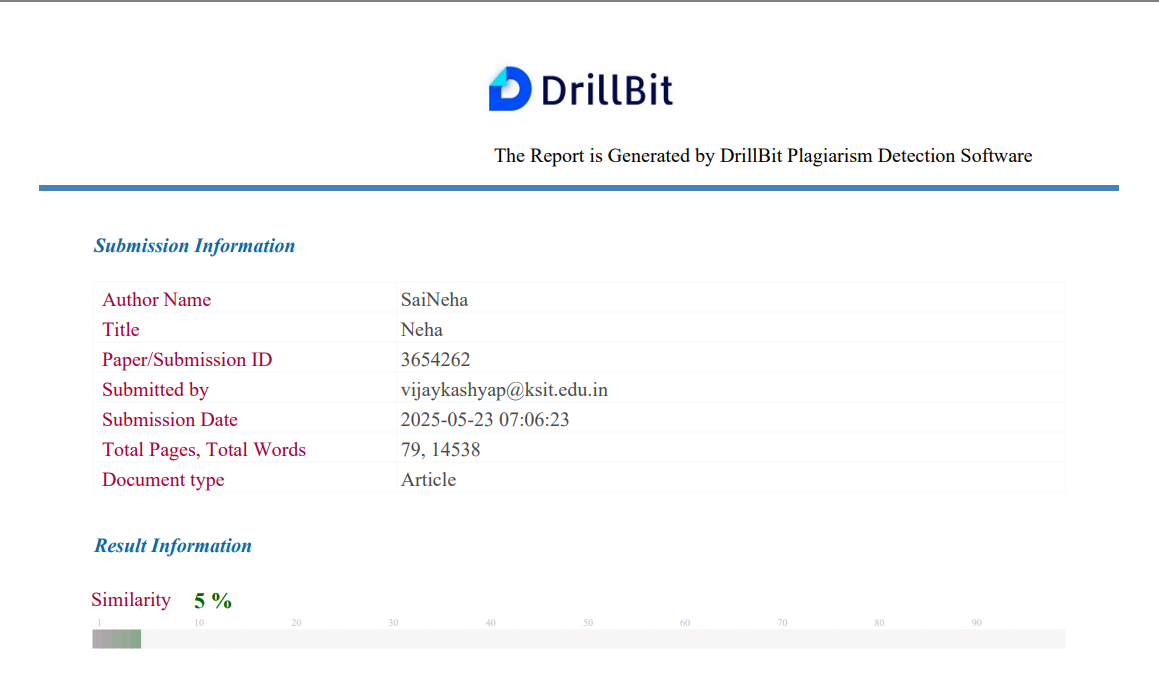 DrillBit
The Report is Generated by DrillBit Plagiarism Detection Software
Submission Information
Author Name SaiNeha
Title Neha
Paper/Submission ID 3654262
Submitted by vijaykashyap@ksit.edu.in
Submission Date 2025-05-23 07:06:23
Total Pages, Total Words 79, 14538
Document type Article
Result Information
Similarity 5 %
1 10 20 30 40 50 60 70 80 90